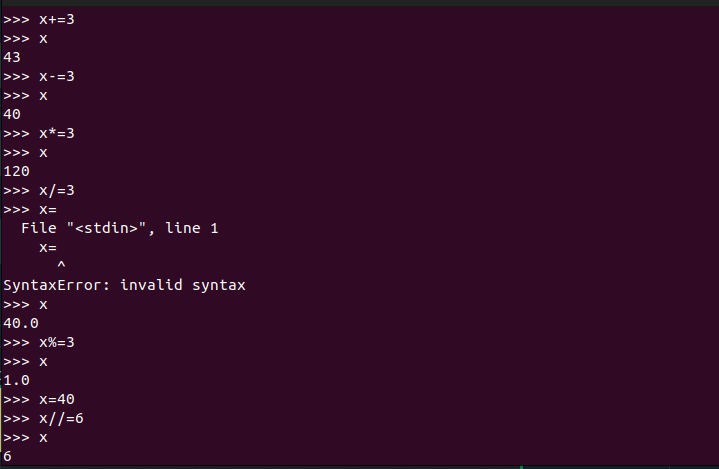 >>> x+=3
>>> x
43
>>> x-=3
>>> x
40
>>> x*=3
>>> x
120
>>> x/=3
>>> x=
  File "<stdin>", line 1
    x=
      ^
SyntaxError: invalid syntax
>>> x
40.0
>>> x%=3
>>> x
1.0
>>> x=40
>>> x//=6
>>> x
6